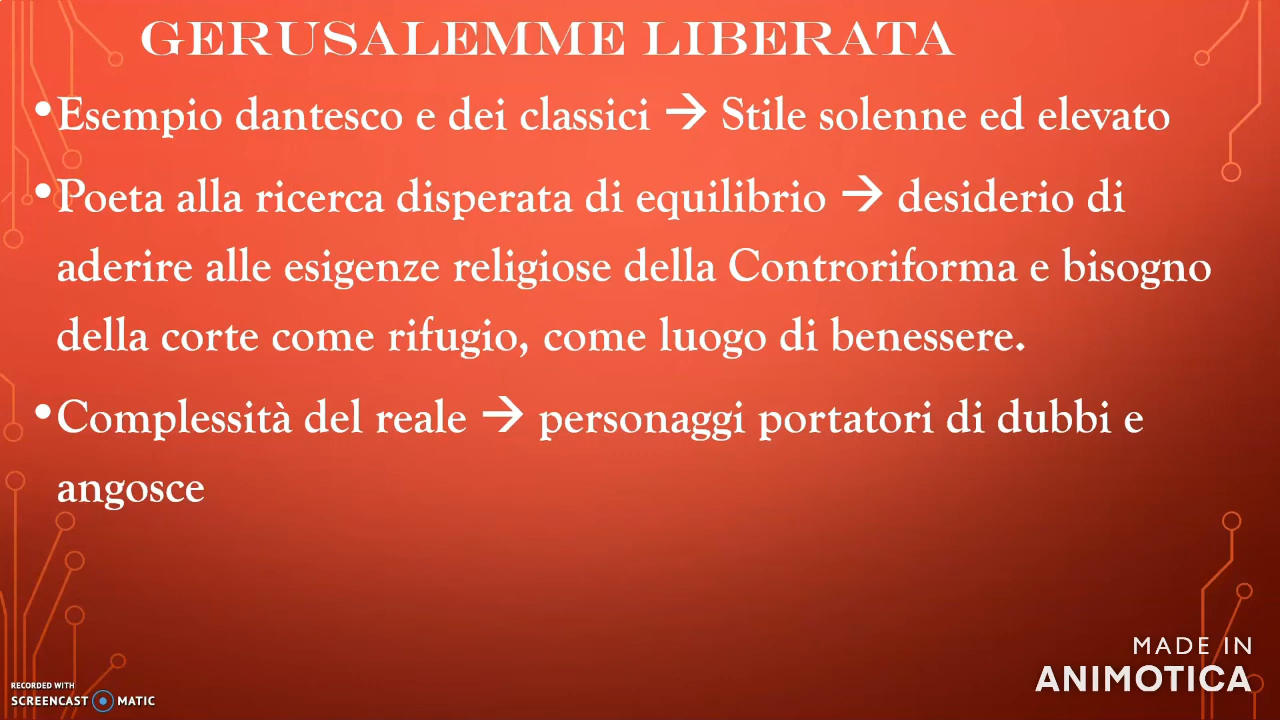 GERUSALEMME LIBERATA
•Esempio dantesco e dei classici → Stile solenne ed elevato
•Poeta alla ricerca disperata di equilibrio → desiderio di
aderire alle esigenze religiose della Controriforma e bisogno
della corte come rifugio, come luogo di benessere.
•Complessità del reale → personaggi portatori di dubbi e
angosce
MADE IN
ANIMOTICA
RECORDED WITH
SCREENCAST MATIC